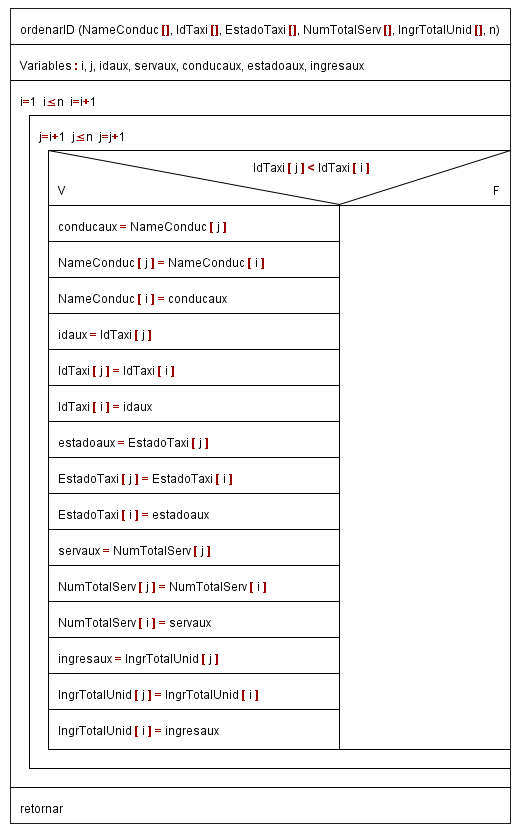 ordenarID (NameConduc[], IdTaxi[], EstadoTaxi[], NumTotalServ[], IngrTotalUnid[], n)
Variables: i, j, idaux, servaux, conducaux, estadoaux, ingresaux
i=1 i≤n i=i+1
j=i+1 j≤n j=j+1
IdTaxi[ j ] < IdTaxi[ i ]
V F
conducaux = NameConduc[ j ]
NameConduc[ j ] = NameConduc[ i ]
NameConduc[ i ] = conducaux
idaux = IdTaxi[ j ]
IdTaxi[ j ] = IdTaxi[ i ]
IdTaxi[ i ] = idaux
estadoaux = EstadoTaxi[ j ]
EstadoTaxi[ j ] = EstadoTaxi[ i ]
EstadoTaxi[ i ] = estadoaux
servaux = NumTotalServ[ j ]
NumTotalServ[ j ] = NumTotalServ[ i ]
NumTotalServ[ i ] = servaux
ingresaux = IngrTotalUnid[ j ]
IngrTotalUnid[ j ] = IngrTotalUnid[ i ]
IngrTotalUnid[ i ] = ingresaux
retornar